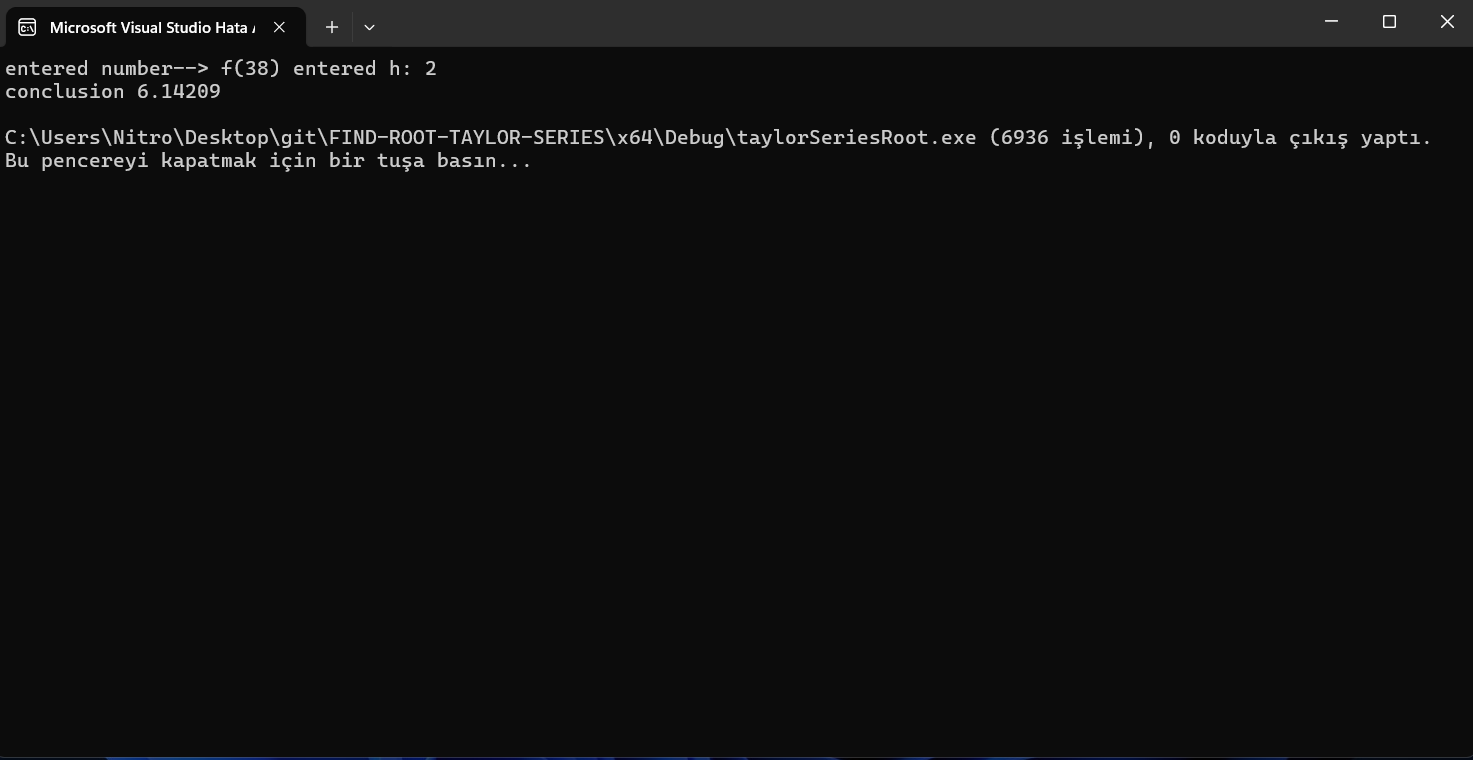 Microsoft Visual Studio Hata
entered number--> f(38) entered h: 2
conclusion 6.14209
C:\Users\Nitro\Desktop\git\FIND-ROOT-TAYLOR-SERIES\x64\Debug\taylorSeriesRoot.exe (6936 işlemi), 0 koduyla çıkış yaptı.
Bu pencereyi kapatmak için bir tuşa basın...